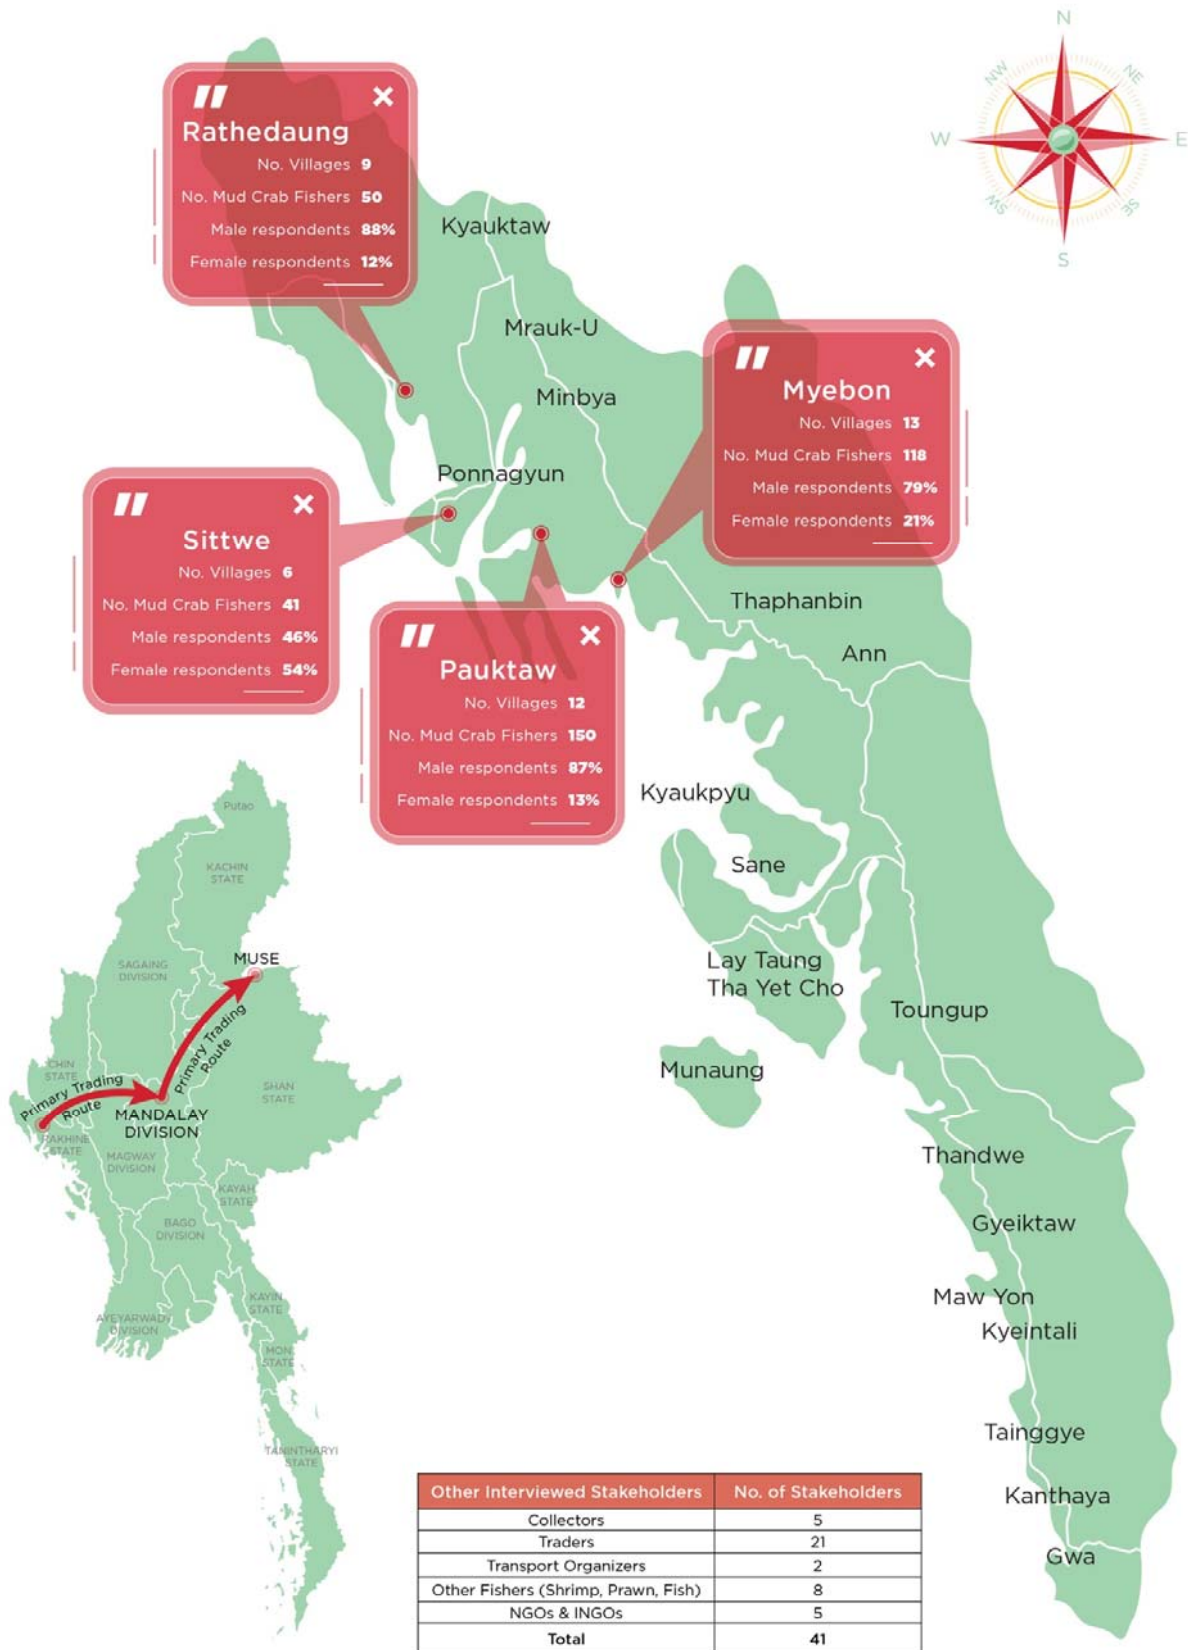 N
NW
NE
W
E
SW
SE
S
Rathedaung
No. Villages 9
No. Mud Crab Fishers 50
Male respondents 88%
Female respondents 12%
Kyauktaw
Mrauk-U
Minbya
Ponnagyun
Myebon
No. Villages 13
No. Mud Crab Fishers 118
Male respondents 79%
Female respondents 21%
Sittwe
No. Villages 6
No. Mud Crab Fishers 41
Male respondents 46%
Female respondents 54%
Pauktaw
No. Villages 12
No. Mud Crab Fishers 150
Male respondents 87%
Female respondents 13%
Thaphanbin
Ann
Kyaukpyu
Sane
Lay Taung
Tha Yet Cho
Toungup
Munaung
Thandwe
Gyeiktaw
Maw Yon
Kyeintali
Tainggye
Kanthaya
Gwa
Putao
KACHIN
STATE
SAGAING
DIVISION
MUSE
Primary Trading
Route
CHIN
STATE
Primary Trading
Route
SHAN
STATE
MANDALAY
DIVISION
RAKHINE
STATE
MAGWAY
DIVISION
KAYAH
STATE
BAGO
DIVISION
KAYIN
STATE
AYEYARWADY
DIVISION
MON
STATE
TANINTHARYI
STATE
Other Interviewed Stakeholders No. of Stakeholders
Collectors 5
Traders 21
Transport Organizers 2
Other Fishers (Shrimp, Prawn, Fish) 8
NGOs & INGOs 5
Total 41